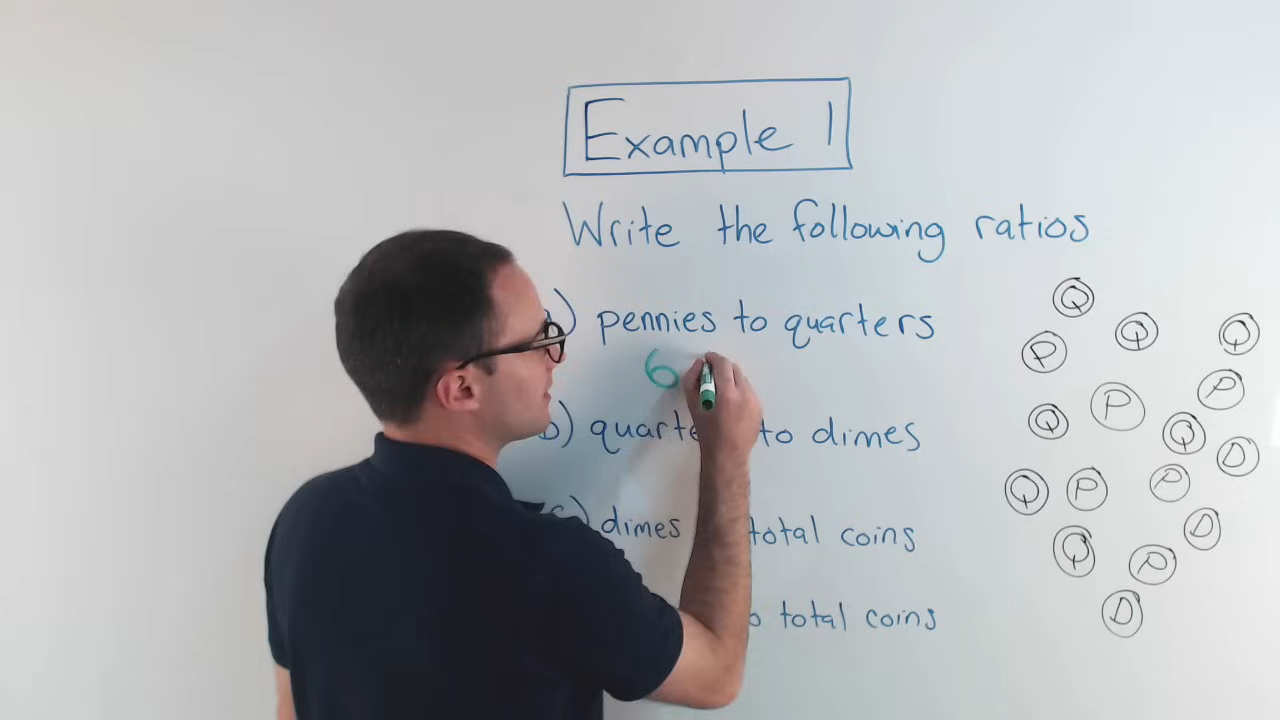 Example 1
Write the following ratios
) pennies to quarters
6
b) quarte to dimes
c) dimes total coins
total coins
Q
Q
Q
P
P
P
Q
Q
D
Q
P
P
D
Q
P
D